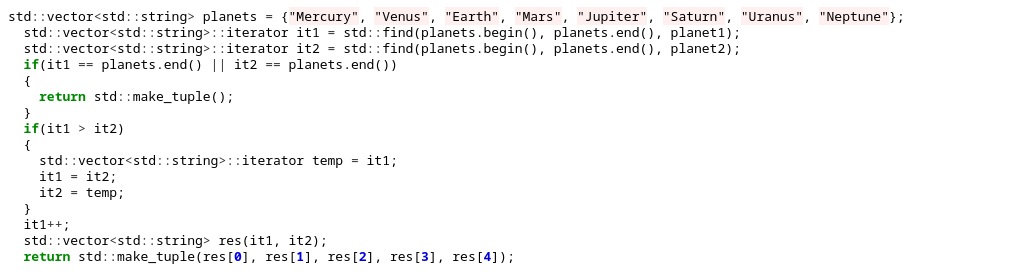 std::vector<std::string> planets = {"Mercury", "Venus", "Earth", "Mars", "Jupiter", "Saturn", "Uranus", "Neptune"};
  std::vector<std::string>::iterator it1 = std::find(planets.begin(), planets.end(), planet1);
  std::vector<std::string>::iterator it2 = std::find(planets.begin(), planets.end(), planet2);
  if(it1 == planets.end() || it2 == planets.end())
  {
    return std::make_tuple();
  }
  if(it1 > it2)
  {
    std::vector<std::string>::iterator temp = it1;
    it1 = it2;
    it2 = temp;
  }
  it1++;
  std::vector<std::string> res(it1, it2);
  return std::make_tuple(res[0], res[1], res[2], res[3], res[4]);